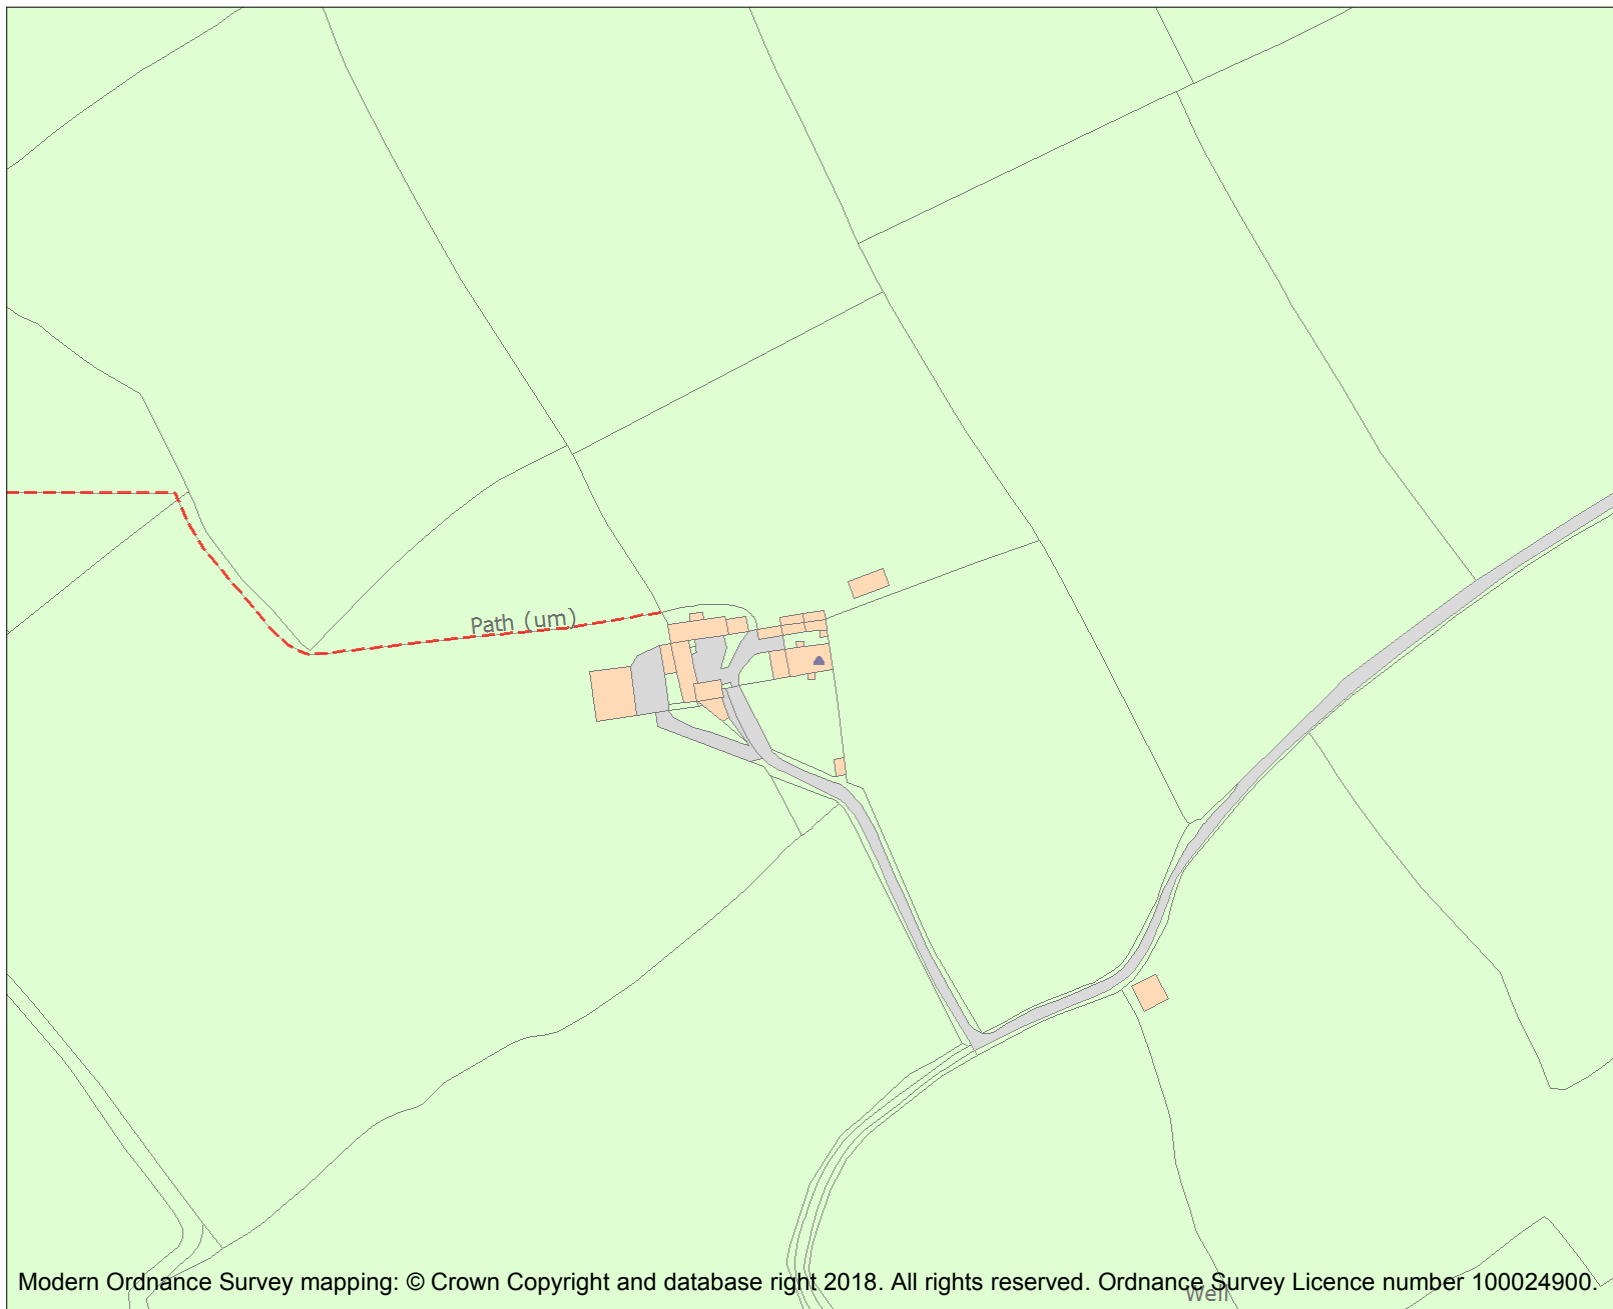 Path (um)
Modern Ordnance Survey mapping: © Crown Copyright and database right 2018. All rights reserved. Ordnance Survey Licence number 100024900.
Well